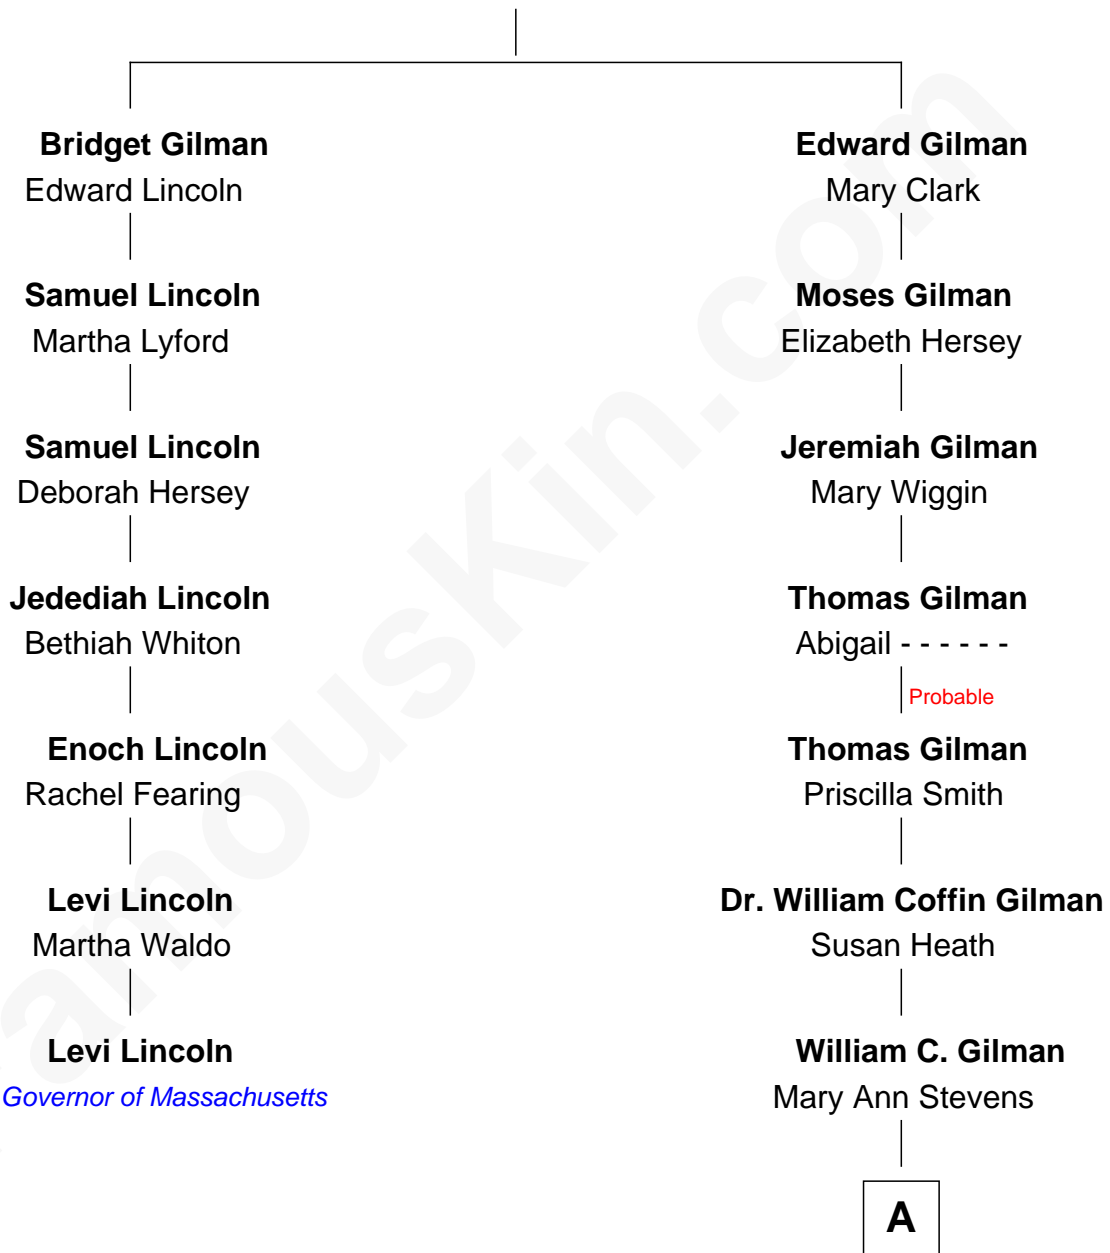 Bridget Gilman
Edward Lincoln
Edward Gilman
Mary Clark
Samuel Lincoln
Martha Lyford
Moses Gilman
Elizabeth Hersey
Samuel Lincoln
Deborah Hersey
Jeremiah Gilman
Mary Wiggin
Jedediah Lincoln
Bethiah Whiton
Thomas Gilman
Abigail - - - - - -
Probable
Enoch Lincoln
Rachel Fearing
Thomas Gilman
Priscilla Smith
Levi Lincoln
Martha Waldo
Dr. William Coffin Gilman
Susan Heath
Levi Lincoln
Governor of Massachusetts
William C. Gilman
Mary Ann Stevens
A
amousKin.com